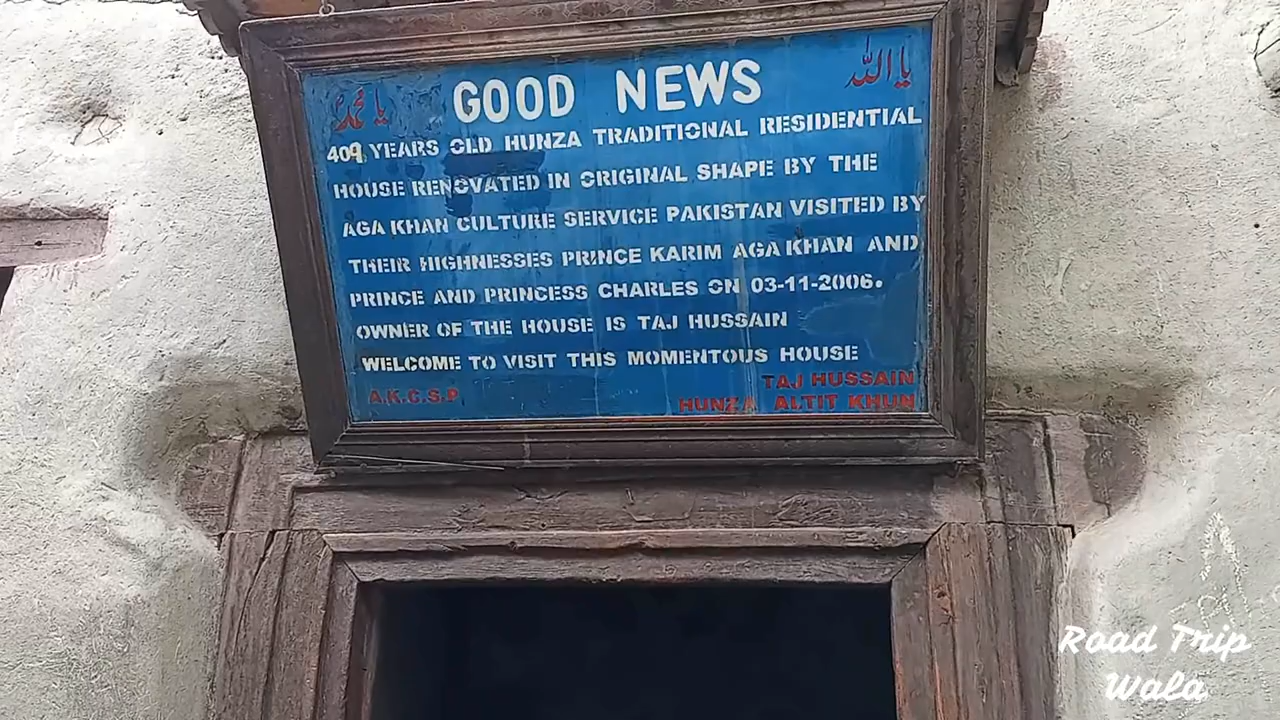 یا محمدؐ
GOOD NEWS
یا اللہ
409 YEARS OLD HUNZA TRADITIONAL RESIDENTIAL
HOUSE RENOVATED IN ORIGINAL SHAPE BY THE
AGA KHAN CULTURE SERVICE PAKISTAN VISITED BY
THEIR HIGHNESSES PRINCE KARIM AGA KHAN AND
PRINCE AND PRINCESS CHARLES ON 03-11-2006.
OWNER OF THE HOUSE IS TAJ HUSSAIN
WELCOME TO VISIT THIS MOMENTOUS HOUSE
A.K.C.S.P
TAJ HUSSAIN
HUNZA ALTIT KHUN
Road Trip
Wala